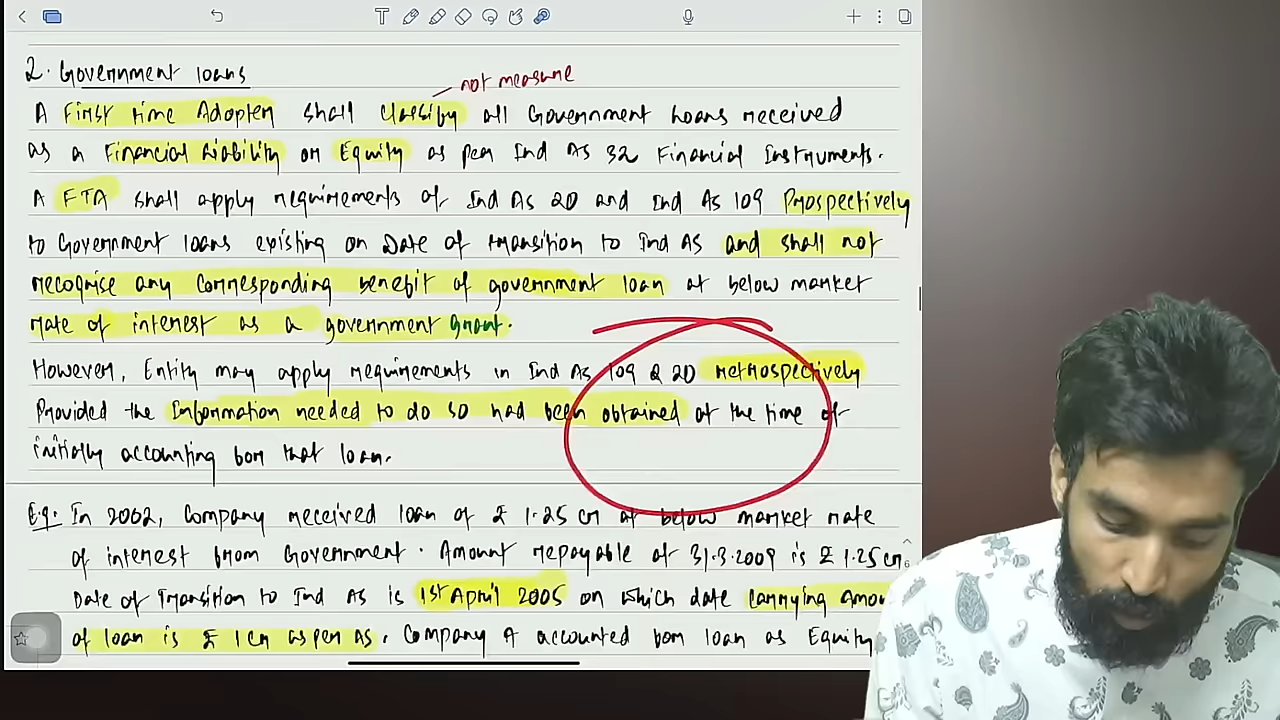 2. Government loans
not measure
A First time Adopter shall Classify all Government Loans received
as a Financial Liability or Equity as per Ind As 32 Financial Instruments.
A FTA shall apply requirements of Ind As 20 and Ind As 109 Prospectively
to Government loans existing on Date of transition to Ind AS and shall not
recognise any Corresponding benefit of government loan at below market
rate of interest as a government Grant.
However, Entity may apply requirements in Ind As 109 & 20 retrospectively
Provided the Information needed to do so had been obtained at the time of
initially accounting for that loan.
E.g: In 2002, Company received loan of ₹ 1.25 cr at below market rate
of interest from Government. Amount repayable at 31.3.2009 is ₹ 1.25 cr.
Date of Transition to Ind AS is 1st April 2005 on which date Carrying Amou
of loan is ₹ 1 cr as per AS. Company A accounted for loan as Equity